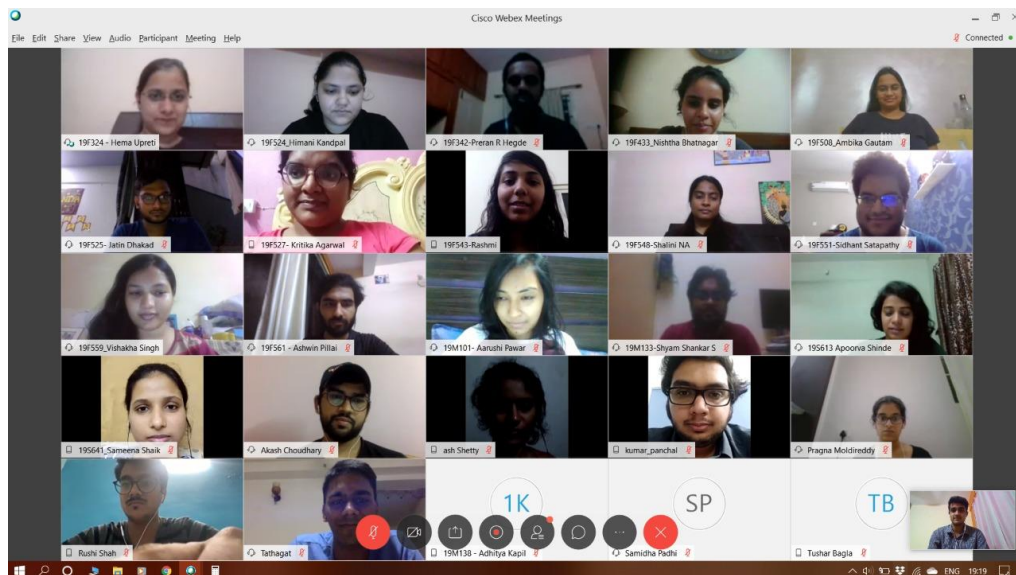 Cisco Webex Meetings
File Edit Share View Audio Participant Meeting Help
Connected
19F324 - Hema Upreti
19F524_Himani Kandpal
19F342-Preran R Hegde
19F433_Nishtha Bhatnagar
19F508_Ambika Gautam
19F525- Jatin Dhakad
19F527- Kritika Agarwal
19F543-Rashmi
19F548-Shalini NA
19F551-Sidhant Satapathy
19F559_Vishakha Singh
19F561 - Ashwin Pillai
19M101- Aarushi Pawar
19M133-Shyam Shankar S
19S613 Apoorva Shinde
19S641_Sameena Shaik
Akash Choudhary
ash Shetty
kumar_panchal
Pragna Moldireddy
1K
SP
TB
Rushi Shah
Tathagat
19M138 - Adhitya Kapil
Samidha Padhi
Tushar Bagla
ENG 19:19